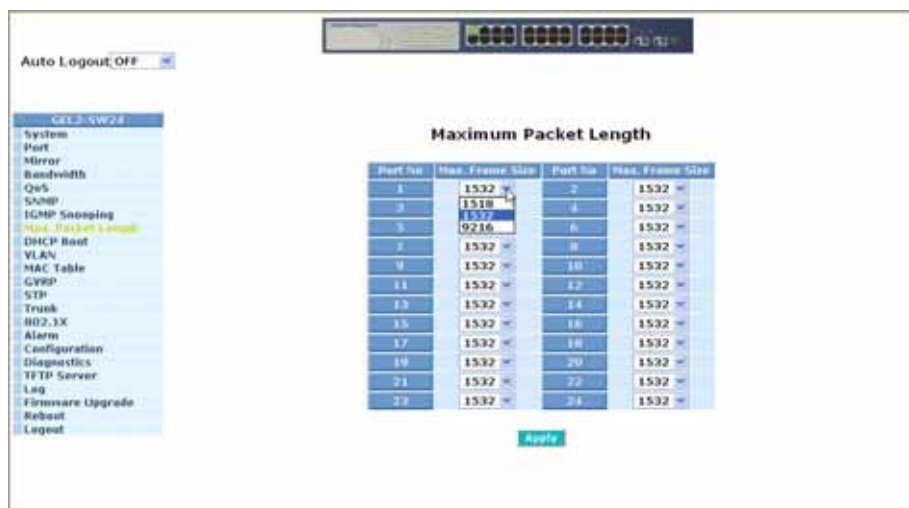 Auto Logout OFF
GEL2-SW24
System
Port
Mirror
Bandwidth
QoS
SNMP
IGMP Snooping
Max. Packet Length
DHCP Boot
VLAN
MAC Table
GVRP
STP
Trunk
802.1X
Alarm
Configuration
Diagnostics
TFTP Server
Log
Firmware Upgrade
Reboot
Logout
Maximum Packet Length
Port No Max. Frame Size Port No Max. Frame Size
1 1532 2 1532
1518
1532
9216
3 4 1532
5 6 1532
7 1532 8 1532
9 1532 10 1532
11 1532 12 1532
13 1532 14 1532
15 1532 16 1532
17 1532 18 1532
19 1532 20 1532
21 1532 22 1532
23 1532 24 1532
Apply